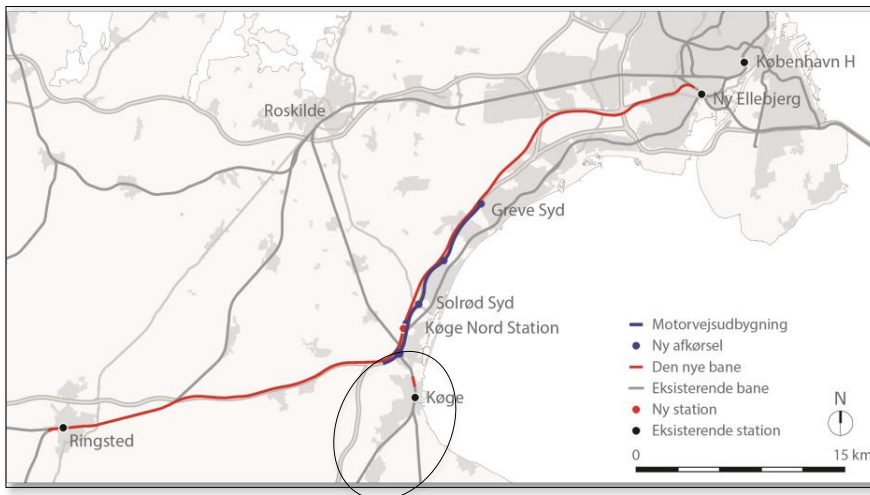 København H
Ny Ellebjerg
Roskilde
Greve Syd
Solrød Syd
Køge Nord Station
Køge
Ringsted
Motorvejsudbygning
Ny afkørsel
Den nye bane
Eksisterende bane
Ny station
Eksisterende station
N
0 15 km